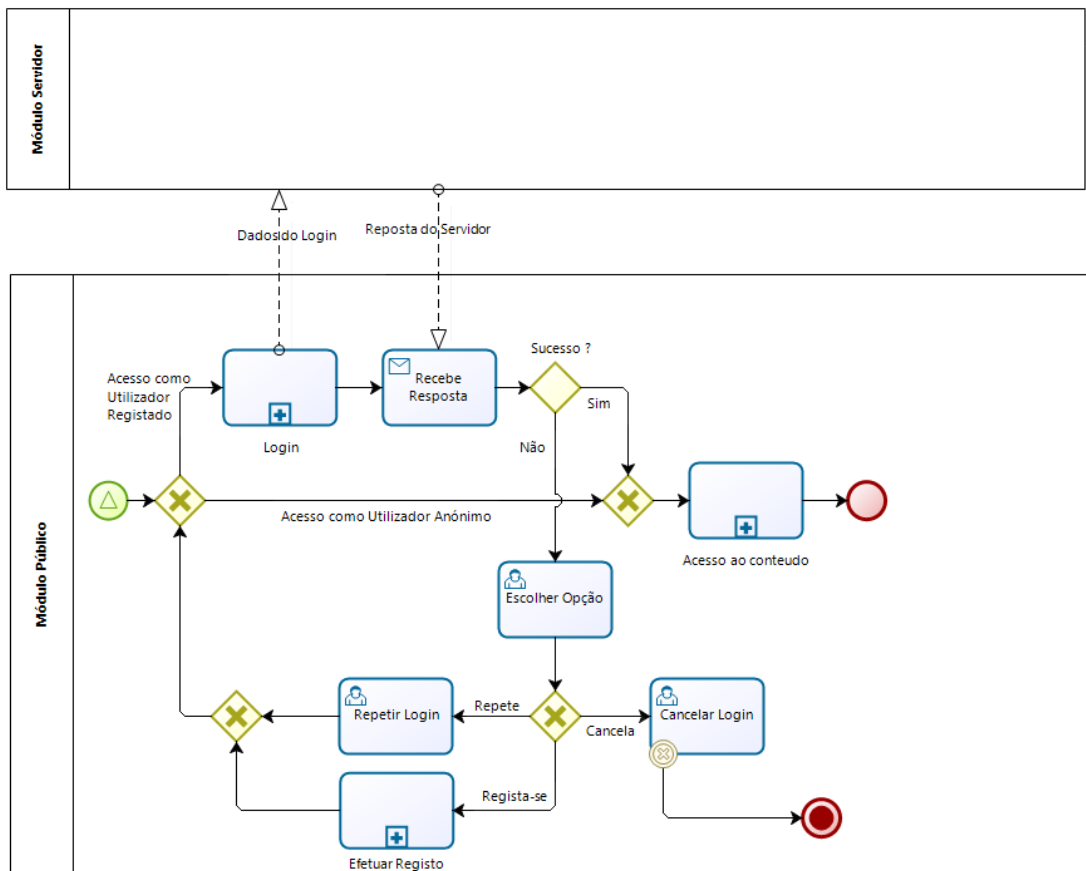 Módulo Servidor
Dadosido Login
Reposta do Servidor
Módulo Público
Sucesso ?
Acesso como
Utilizador
Registado
Recebe
Resposta
Sim
Login
Não
Acesso como Utilizador Anónimo
Acesso ao conteudo
Escolher Opção
Repetir Login
Repete
Cancelar Login
Cancela
Regista-se
Efetuar Registo